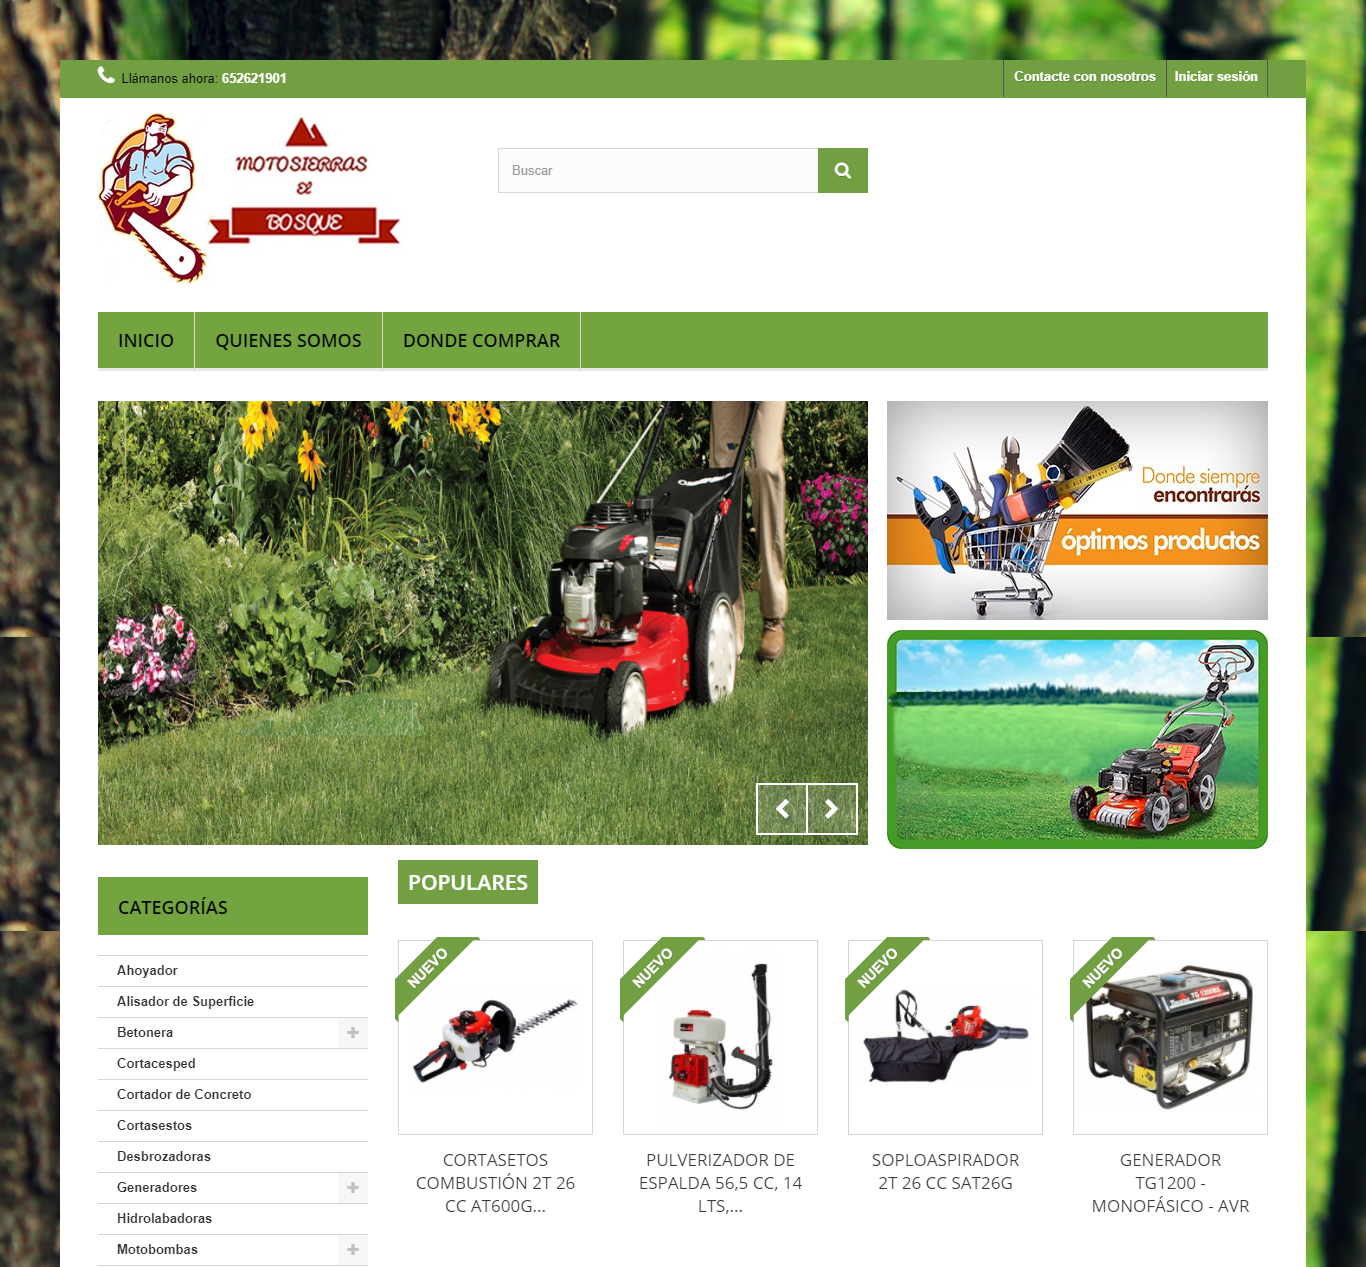 Llámanos ahora: 652621901
Contacte con nosotros
Iniciar sesión
MOTOSIERRAS
El
BOSQUE
Buscar
INICIO
QUIENES SOMOS
DONDE COMPRAR
Donde siempre
encontrarás
óptimos productos
CATEGORÍAS
Ahoyador
Alisador de Superficie
Betonera
Cortacesped
Cortador de Concreto
Cortasestos
Desbrozadoras
Generadores
Hidrolabadoras
Motobombas
POPULARES
NUEVO
CORTASETOS
COMBUSTIÓN 2T 26
CC AT600G...
NUEVO
PULVERIZADOR DE
ESPALDA 56,5 CC, 14
LTS,...
NUEVO
SOPLOASPIRADOR
2T 26 CC SAT26G
NUEVO
GENERADOR
TG1200 -
MONOFÁSICO - AVR